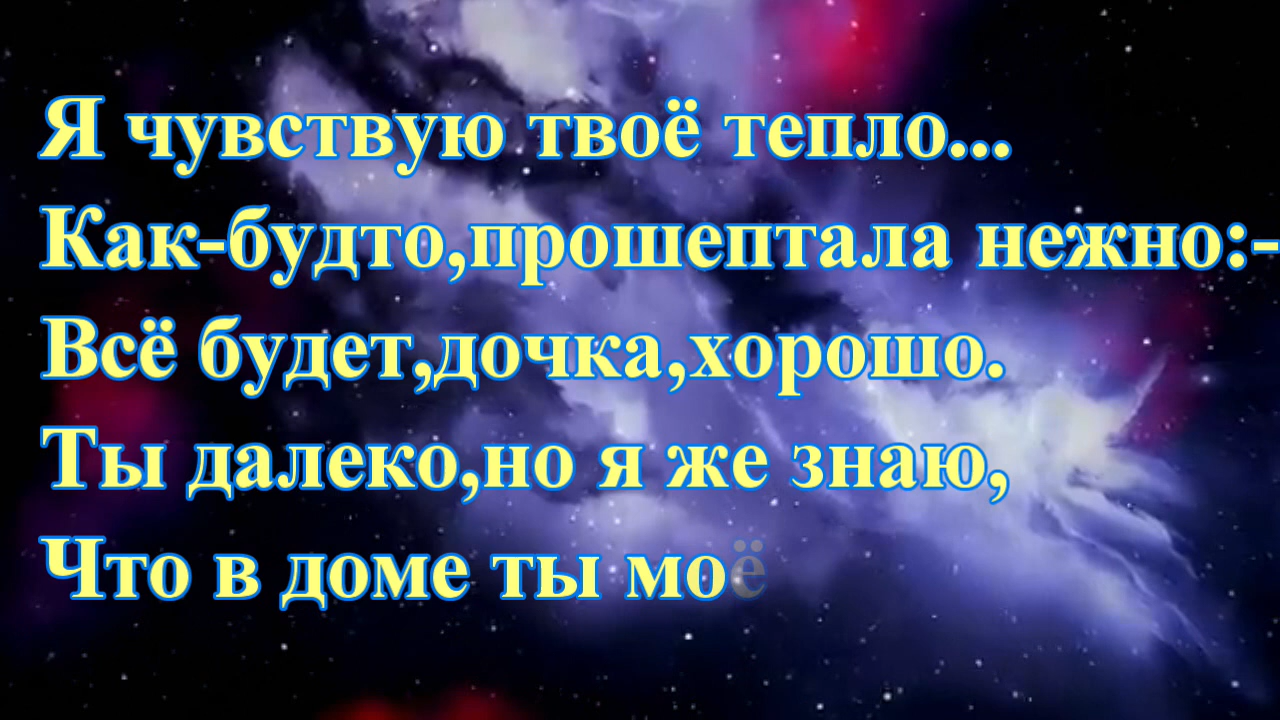 Я чувствую твоё тепло...
Как-будто,прошептала нежно:-
Всё будет,дочка,хорошо.
Ты далеко,но я же знаю,
Что в доме ты моё